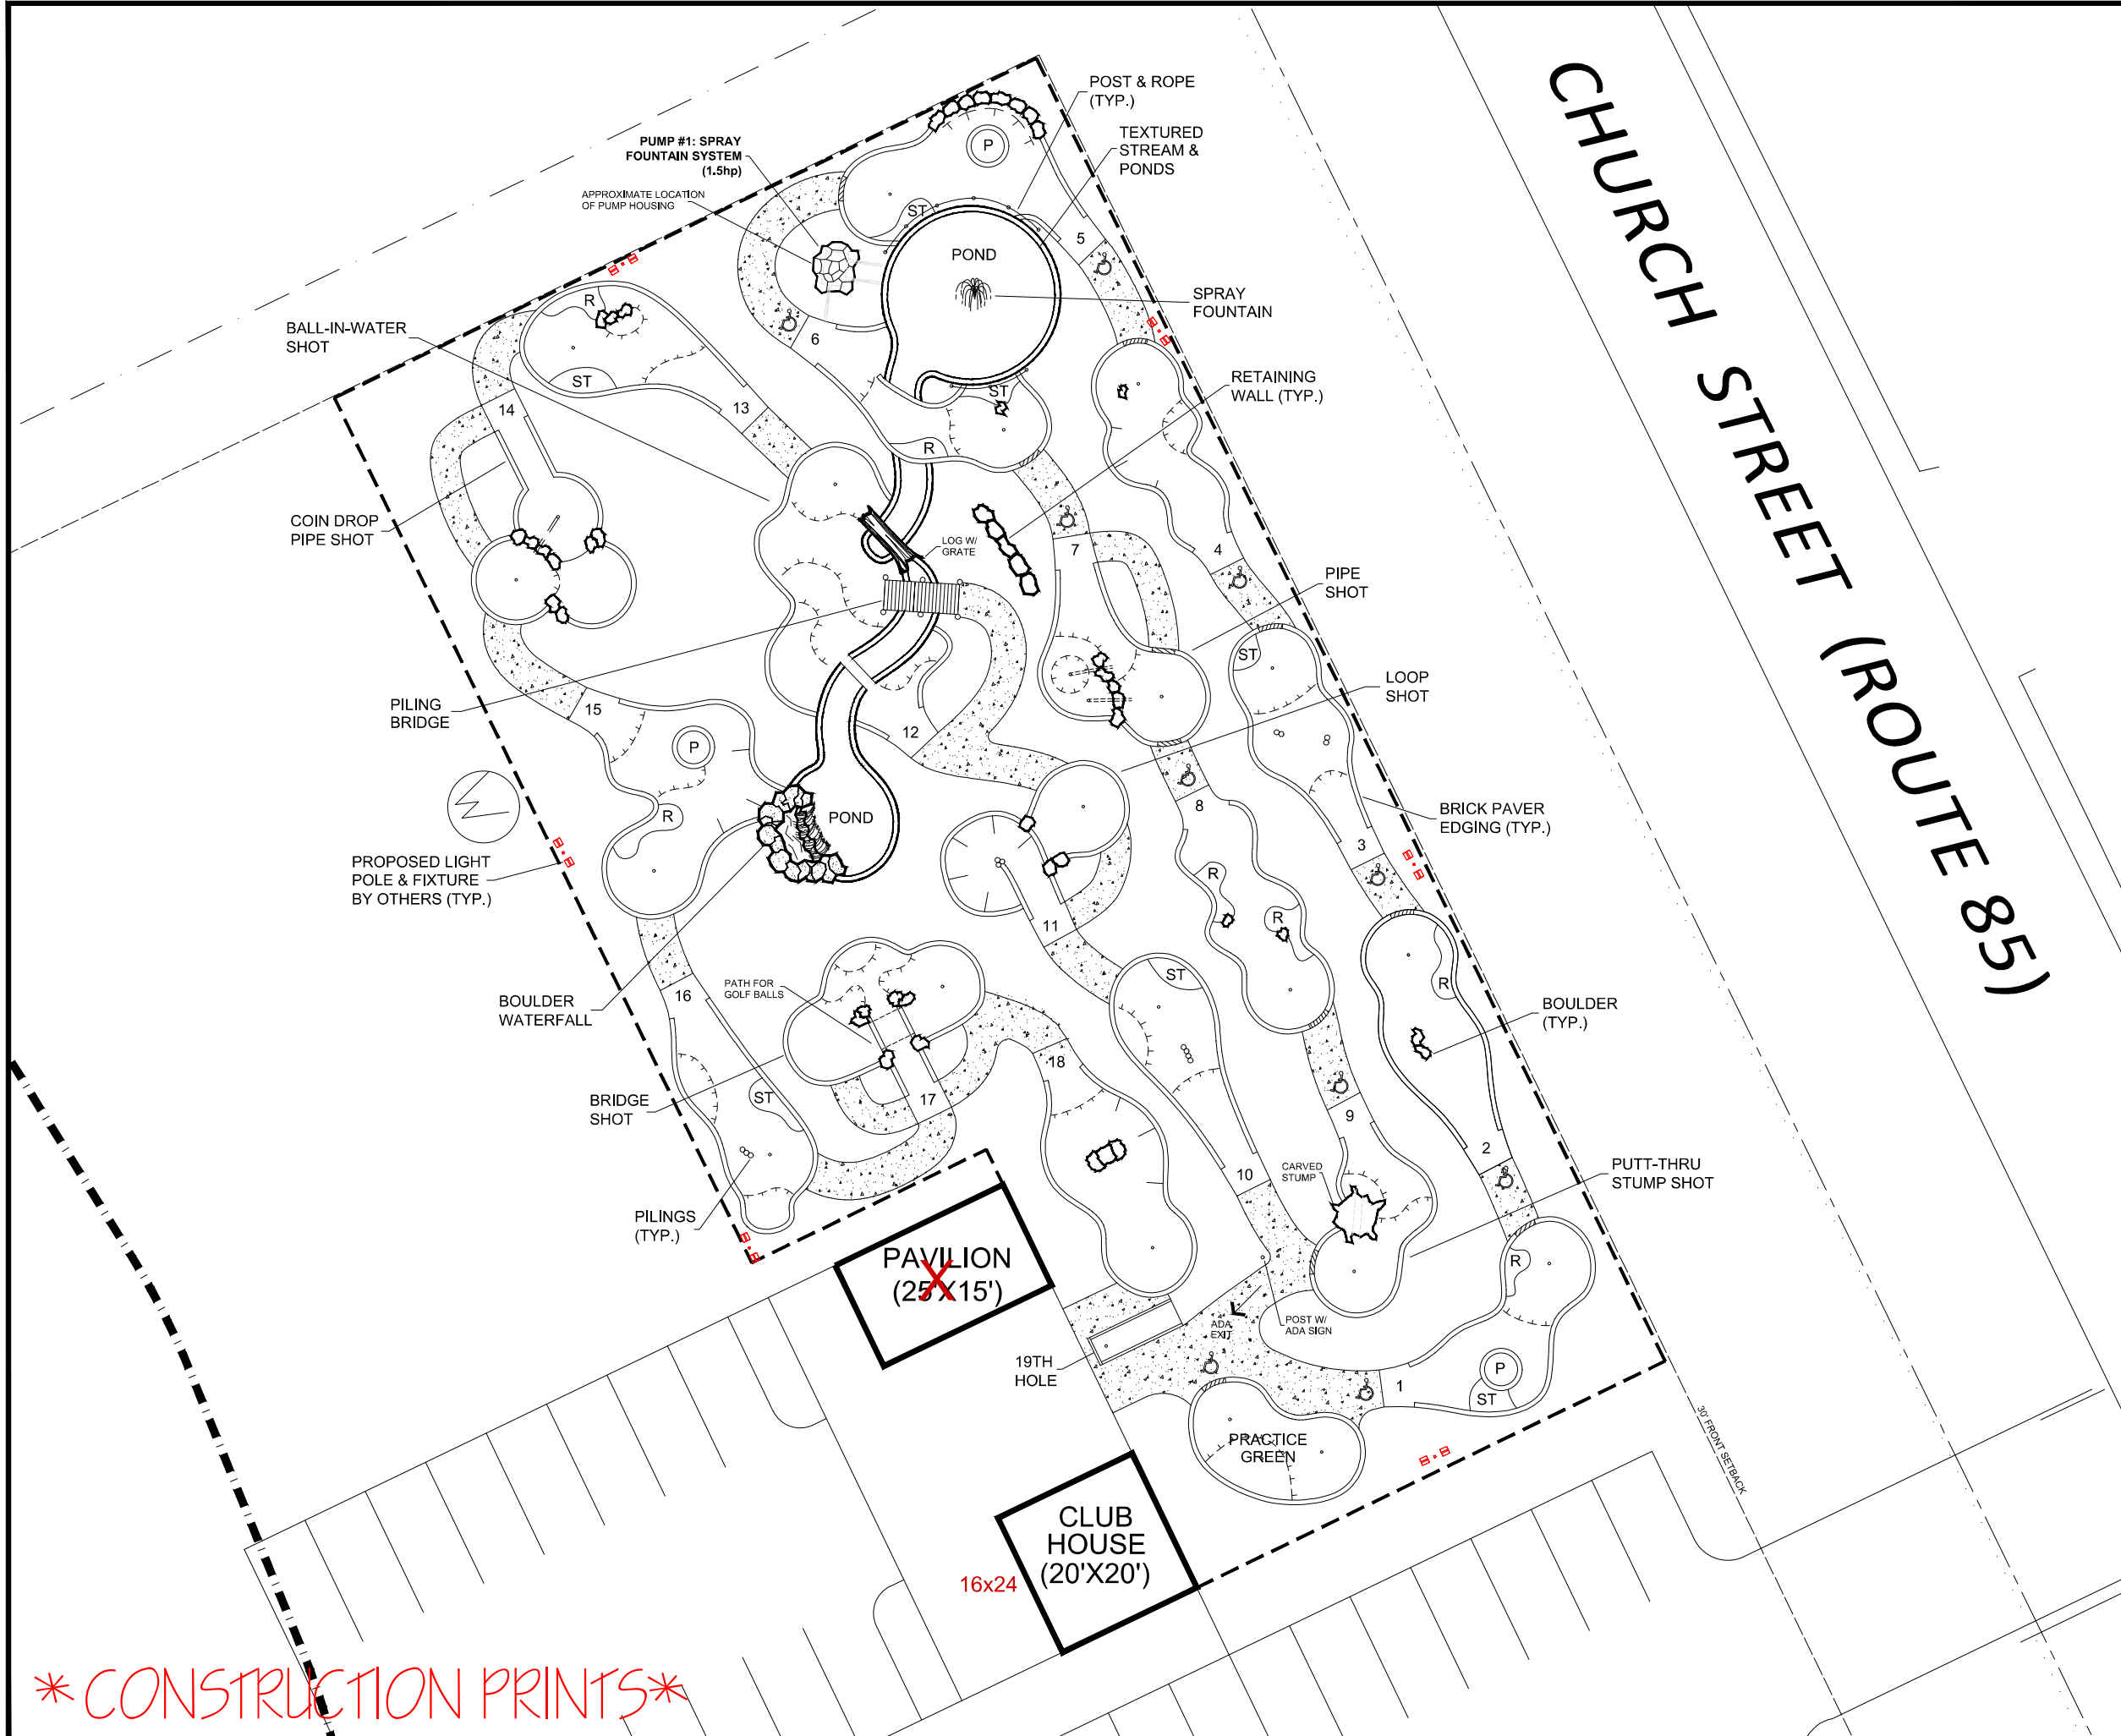 POST & ROPE
(TYP.)
TEXTURED
STREAM &
PONDS
PUMP #1: SPRAY
FOUNTAIN SYSTEM
(1.5hp)
APPROXIMATE LOCATION
OF PUMP HOUSING
P
ST
POND
5
SPRAY
FOUNTAIN
CHURCH STREET (ROUTE 85)
BALL-IN-WATER
SHOT
R
ST
6
13
14
ST
R
RETAINING
WALL (TYP.)
COIN DROP
PIPE SHOT
LOG W/
GRATE
7
4
PIPE
SHOT
ST
LOOP
SHOT
PILING
BRIDGE
15
P
12
R
POND
8
BRICK PAVER
EDGING (TYP.)
3
PROPOSED LIGHT
POLE & FIXTURE
BY OTHERS (TYP.)
R
R
11
ST
R
16
PATH FOR
GOLF BALLS
BOULDER
WATERFALL
BOULDER
(TYP.)
18
BRIDGE
SHOT
ST
17
9
2
10
CARVED
STUMP
PUTT-THRU
STUMP SHOT
PILINGS
(TYP.)
PAVILION
(25'X15')
X
R
ADA
EXIT
POST W/
ADA SIGN
19TH
HOLE
1
P
ST
PRACTICE
GREEN
30' FRONT SETBACK
CLUB
HOUSE
(20'X20')
16x24
*CONSTRUCTION PRINTS*